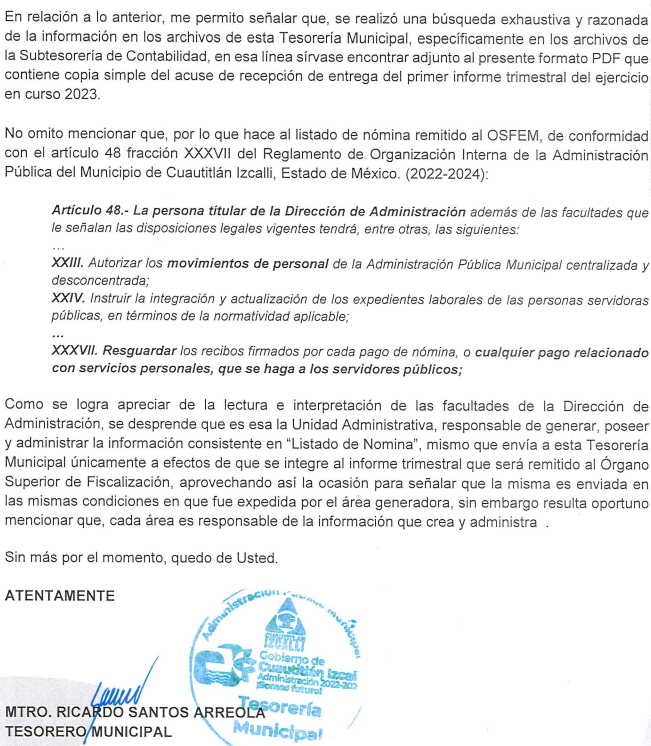 En relación a lo anterior, me permito señalar que, se realizó una búsqueda exhaustiva y razonada
de la información en los archivos de esta Tesorería Municipal, específicamente en los archivos de
la Subtesorería de Contabilidad, en esa línea sírvase encontrar adjunto al presente formato PDF que
contiene copia simple del acuse de recepción de entrega del primer informe trimestral del ejercicio
en curso 2023.
No omito mencionar que, por lo que hace al listado de nómina remitido al OSFEM, de conformidad
con el artículo 48 fracción XXXVII del Reglamento de Organización Interna de la Administración
Pública del Municipio de Cuautitlán Izcalli, Estado de México. (2022-2024):
Artículo 48.- La persona titular de la Dirección de Administración además de las facultades que
le señalan las disposiciones legales vigentes tendrá, entre otras, las siguientes:
...
XXIII. Autorizar los movimientos de personal de la Administración Pública Municipal centralizada y
desconcentrada;
XXIV. Instruir la integración y actualización de los expedientes laborales de las personas servidoras
públicas, en términos de la normatividad aplicable;
...
XXXVII. Resguardar los recibos firmados por cada pago de nómina, o cualquier pago relacionado
con servicios personales, que se haga a los servidores públicos;
Como se logra apreciar de la lectura e interpretación de las facultades de la Dirección de
Administración, se desprende que es esa la Unidad Administrativa, responsable de generar, poseer
y administrar la información consistente en “Listado de Nomina”, mismo que envía a esta Tesorería
Municipal únicamente a efectos de que se integre al informe trimestral que será remitido al Órgano
Superior de Fiscalización, aprovechando así la ocasión para señalar que la misma es enviada en
las mismas condiciones en que fue expedida por el área generadora, sin embargo resulta oportuno
mencionar que, cada área es responsable de la información que crea y administra .
Sin más por el momento, quedo de Usted.
ATENTAMENTE
Administración Pública Municipal
Gobierno de
Cuautitlán Izcal
Administración 2022-202
¡Somos futuro!
Tesorería
Municipal
MTRO. RICARDO SANTOS ARREOLA
TESORERO MUNICIPAL